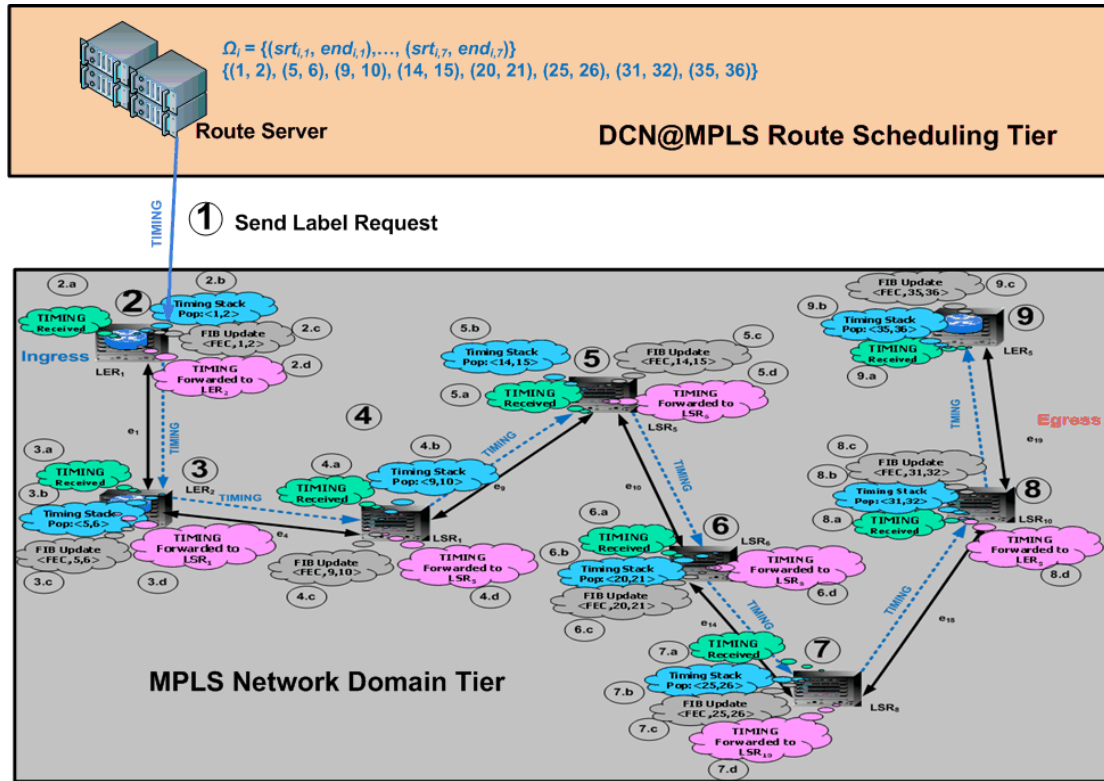 Ωi = {(srti,1, endi,1),..., (srti,7, endi,7)}
{(1, 2), (5, 6), (9, 10), (14, 15), (20, 21), (25, 26), (31, 32), (35, 36)}
Route Server
DCN@MPLS Route Scheduling Tier
TIMING
1 Send Label Request
2.a
2.b
2
Timing Stack
Pop:<1,2>
TIMING
Received
2.c
FIB Update
<FEC,1,2>
Ingress
LER1
2.d
TIMING
Forwarded to
LER2
e1
TIMING
3.a
3
TIMING
Received
LER2
3.b
Timing Stack
Pop:<5,6>
TIMING
FIB Update
<FEC,5,6>
3.c
TIMING
Forwarded to
LSR1
3.d
e4
4
4.a
TIMING
Received
4.b
Timing Stack
Pop:<9,10>
LSR1
FIB Update
<FEC,9,10>
4.c
TIMING
Forwarded to
4.d
TIMING
e9
5.b
Timing Stack
Pop:<14,15>
5
5.c
FIB Update
<FEC,14,15>
5.a
TIMING
Received
5.d
TIMING
Forwarded to
LSR5
TIMING
e10
6.a
TIMING
Received
6
LSR6
6.b
Timing Stack
Pop:<20,21>
TIMING
Forwarded to
FIB Update
<FEC,20,21>
6.c
6.d
TIMING
e14
7.a
TIMING
Received
7
Timing Stack
Pop:<25,26>
7.b
FIB Update
<FEC,25,26>
7.c
LSR8
TIMING
Forwarded to
7.d
TIMING
e18
8.c
FIB Update
<FEC,31,32>
8.b
Timing Stack
Pop:<31,32>
8
8.a
TIMING
Received
LSR10
TIMING
Forwarded to
8.d
TIMING
e19
Egress
9.c
FIB Update
<FEC,35,36>
9.b
Timing Stack
Pop:<35,36>
9
TIMING
Received
9.a
LER5
MPLS Network Domain Tier